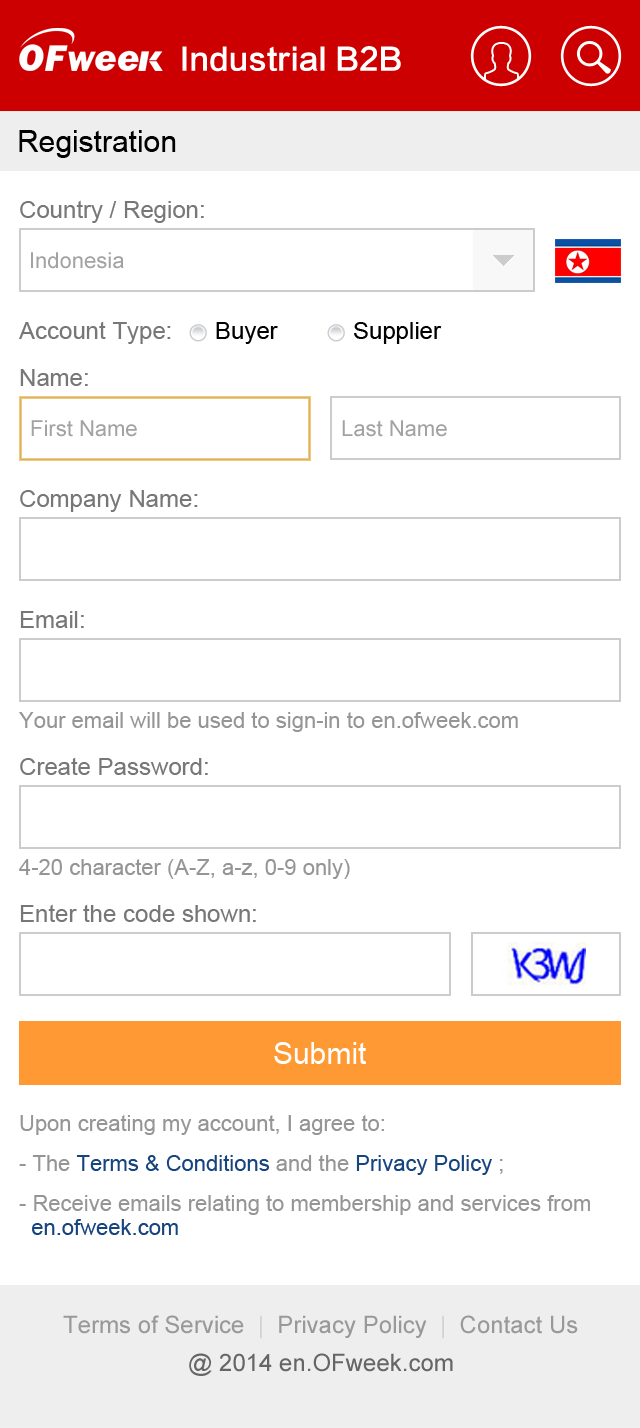 OFweek Industrial B2B
Registration
Country / Region:
Indonesia
Account Type: Buyer Supplier
Name:
First Name Last Name
Company Name:
Email:
Your email will be used to sign-in to en.ofweek.com
Create Password:
4-20 character (A-Z, a-z, 0-9 only)
Enter the code shown:
K3WJ
Submit
Upon creating my account, I agree to:
- The Terms & Conditions and the Privacy Policy ;
- Receive emails relating to membership and services from
en.ofweek.com
Terms of Service | Privacy Policy | Contact Us
@ 2014 en.OFweek.com